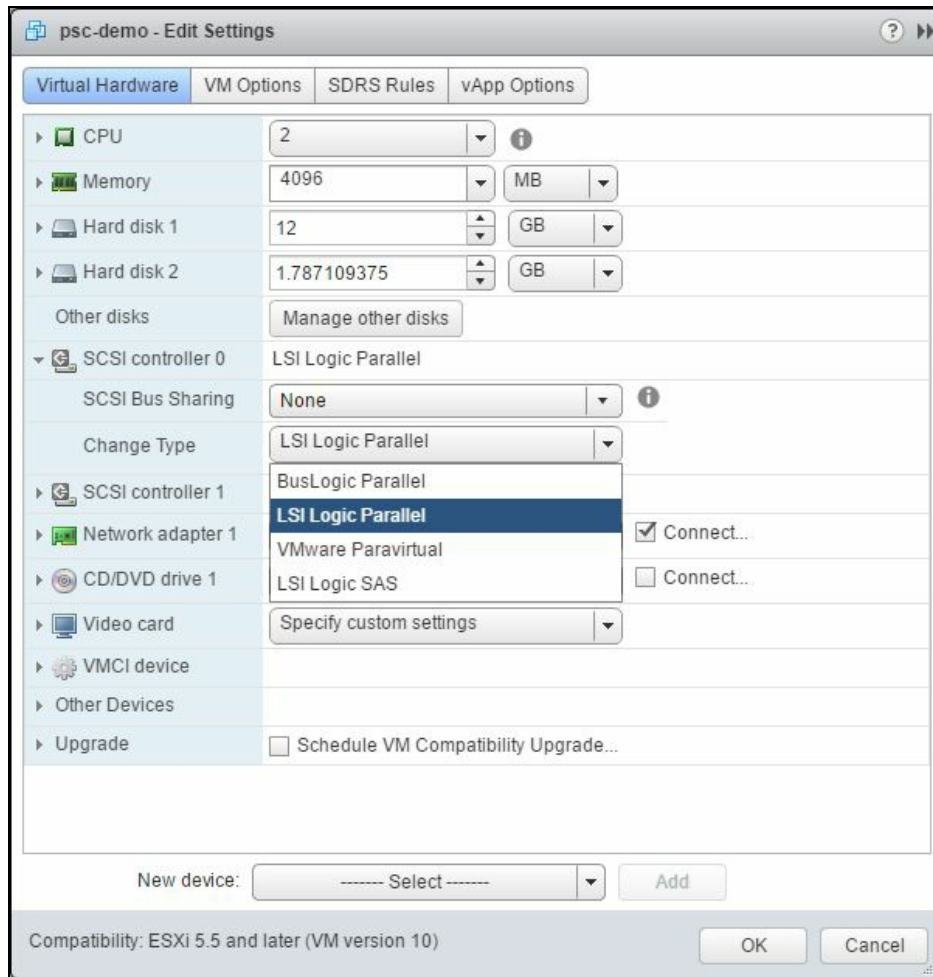 psc-demo - Edit Settings
Virtual Hardware VM Options SDRS Rules vApp Options
CPU 2
Memory 4096 MB
Hard disk 1 12 GB
Hard disk 2 1.787109375 GB
Other disks Manage other disks
SCSI controller 0 LSI Logic Parallel
SCSI Bus Sharing None
Change Type LSI Logic Parallel
BusLogic Parallel
SCSI controller 1
LSI Logic Parallel
Network adapter 1 Connect...
VMware Paravirtual
CD/DVD drive 1 Connect...
LSI Logic SAS
Video card Specify custom settings
VMCI device
Other Devices
Upgrade Schedule VM Compatibility Upgrade...
New device: ------- Select ------- Add
Compatibility: ESXi 5.5 and later (VM version 10) OK Cancel